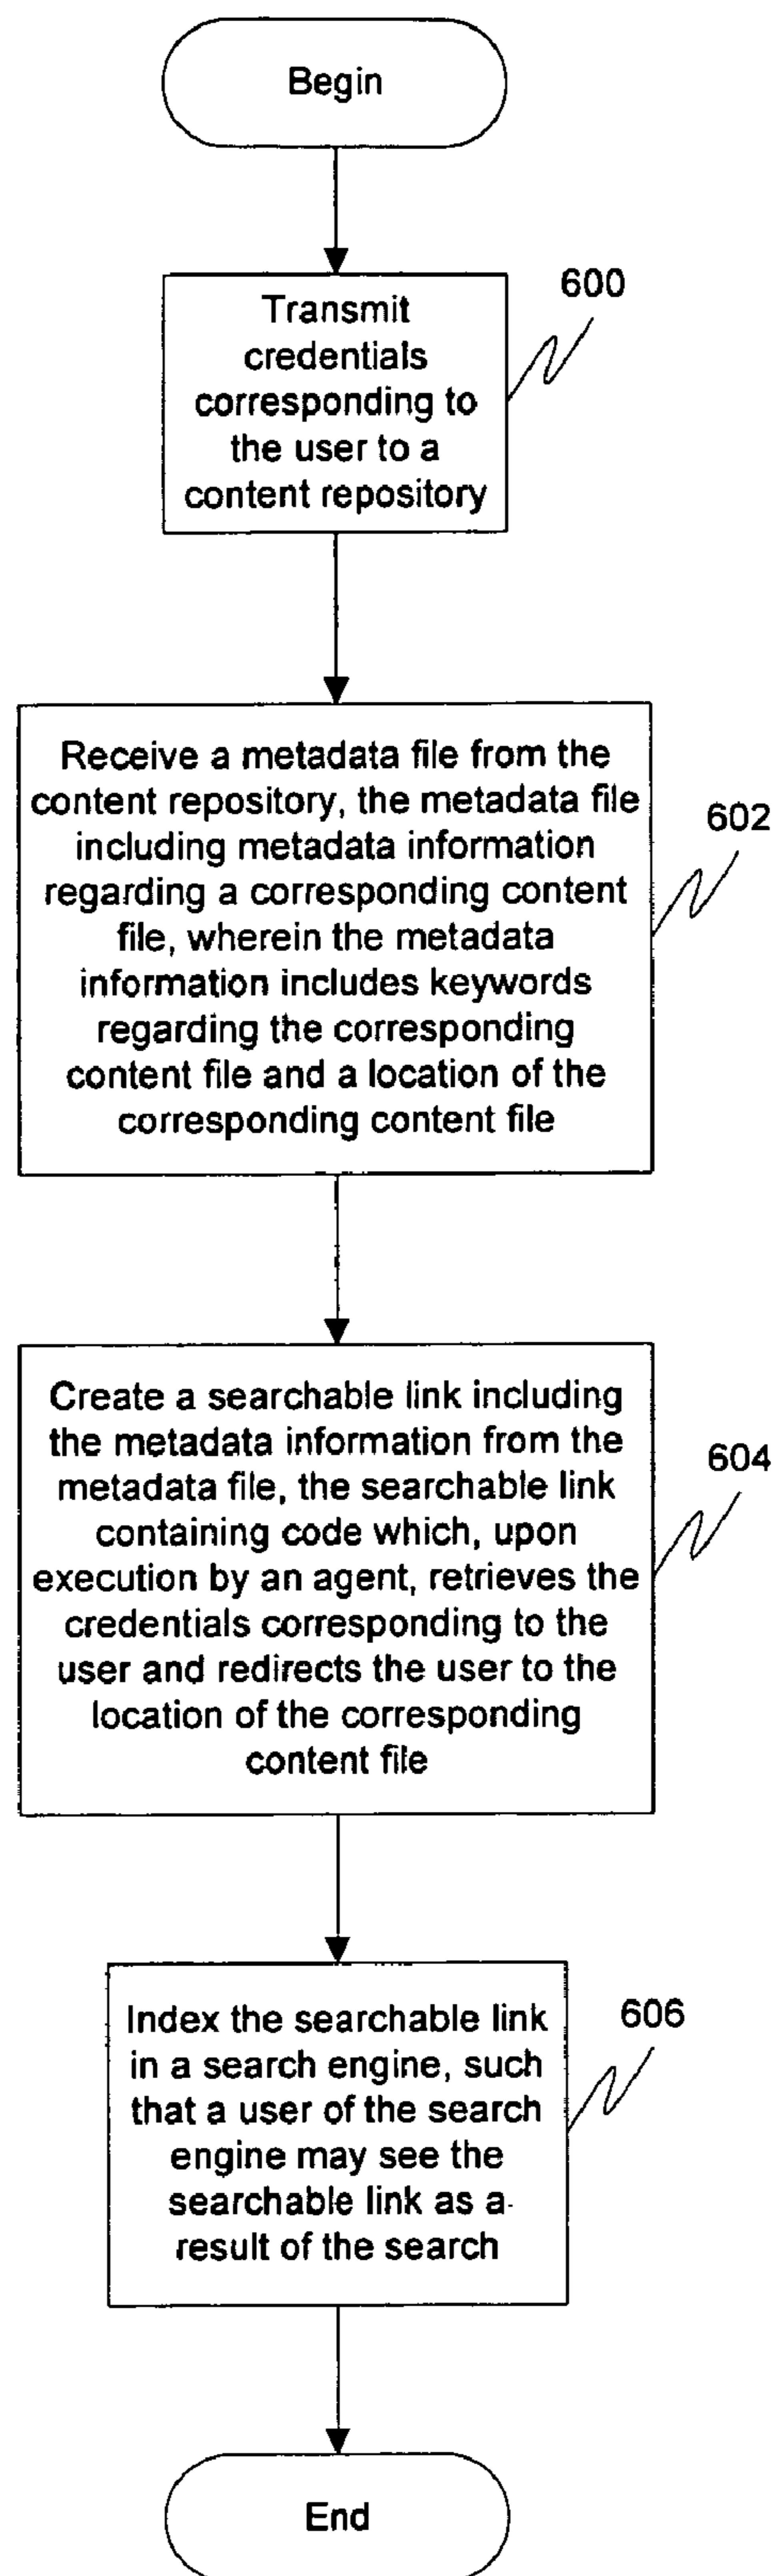 Begin
600
Transmit
credentials
corresponding to
the user to a
content repository
602
Receive a metadata file from the
content repository, the metadata file
including metadata information
regarding a corresponding content
file, wherein the metadata
information includes keywords
regarding the corresponding
content file and a location of the
corresponding content file
604
Create a searchable link including
the metadata information from the
metadata file, the searchable link
containing code which, upon
execution by an agent, retrieves the
credentials corresponding to the
user and redirects the user to the
location of the corresponding
content file
606
Index the searchable link
in a search engine, such
that a user of the search
engine may see the
searchable link as a
result of the search
End